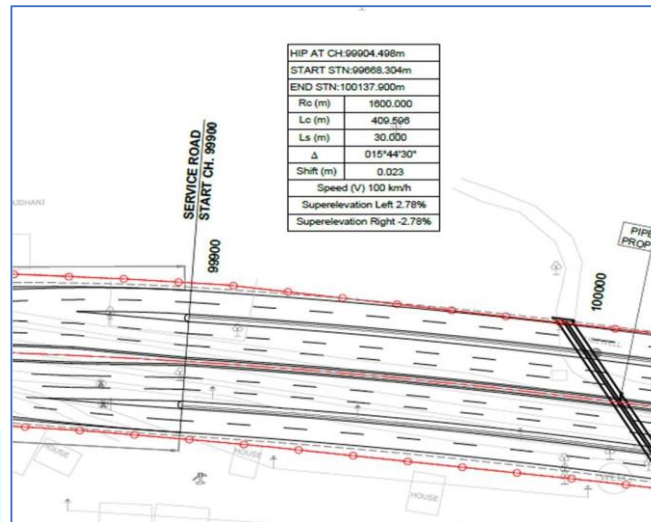 HIP AT CH:99904.498m
START STN:99668.304m
END STN:100137.900m
Rc (m) 1600.000
Lc (m) 409.596
Ls (m) 30.000
Δ 015°44'30"
Shift (m) 0.023
Speed (V) 100 km/h
Superelevation Left 2.78%
Superelevation Right -2.78%
SERVICE ROAD
START CH. 99900
99900
100000
PIPE
PROP
HOUSE
HOUSE
HOUSE